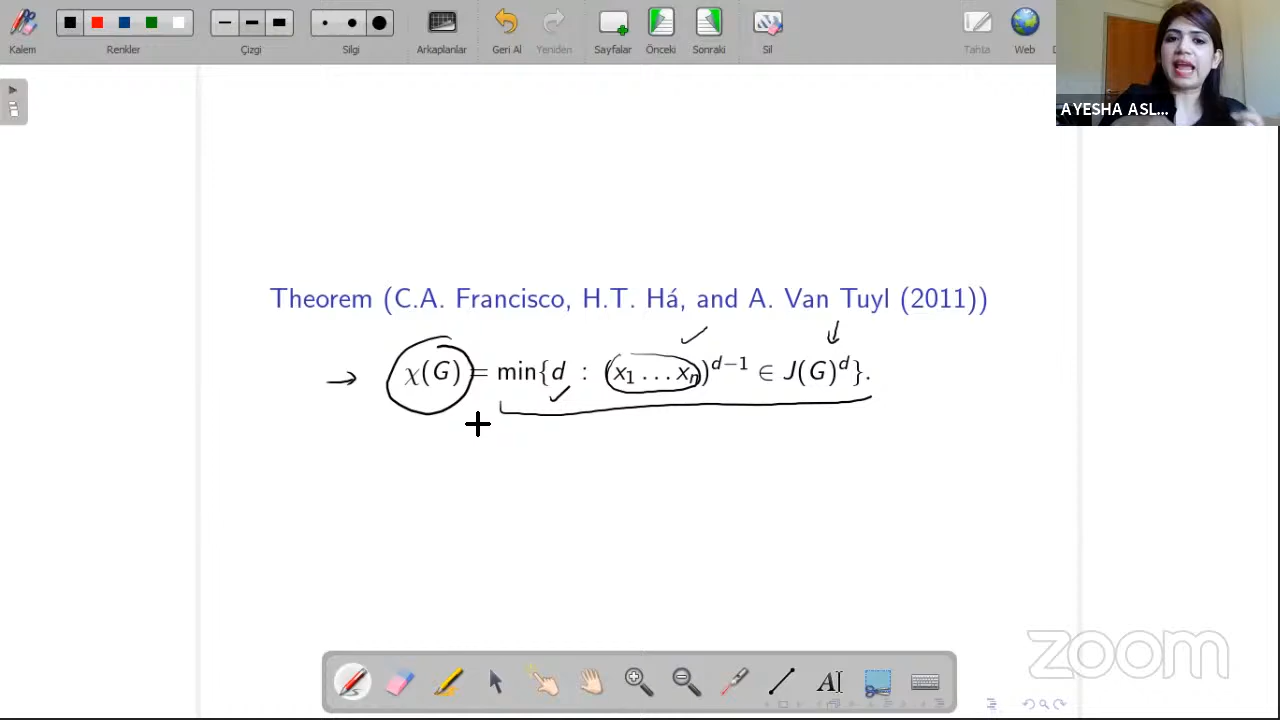 Kalem
Renkler
Çizgi
Silgi
Arkaplanlar
Geri Al
Yeniden
Sayfalar
Önceki
Sonraki
Sil
Tahta
Web
AYESHA ASL...
Theorem (C.A. Francisco, H.T. Há, and A. Van Tuyl (2011))
χ(G) = min{d : (x₁ … xₙ)ᵈ⁻¹ ∈ J(G)ᵈ}.
zoom